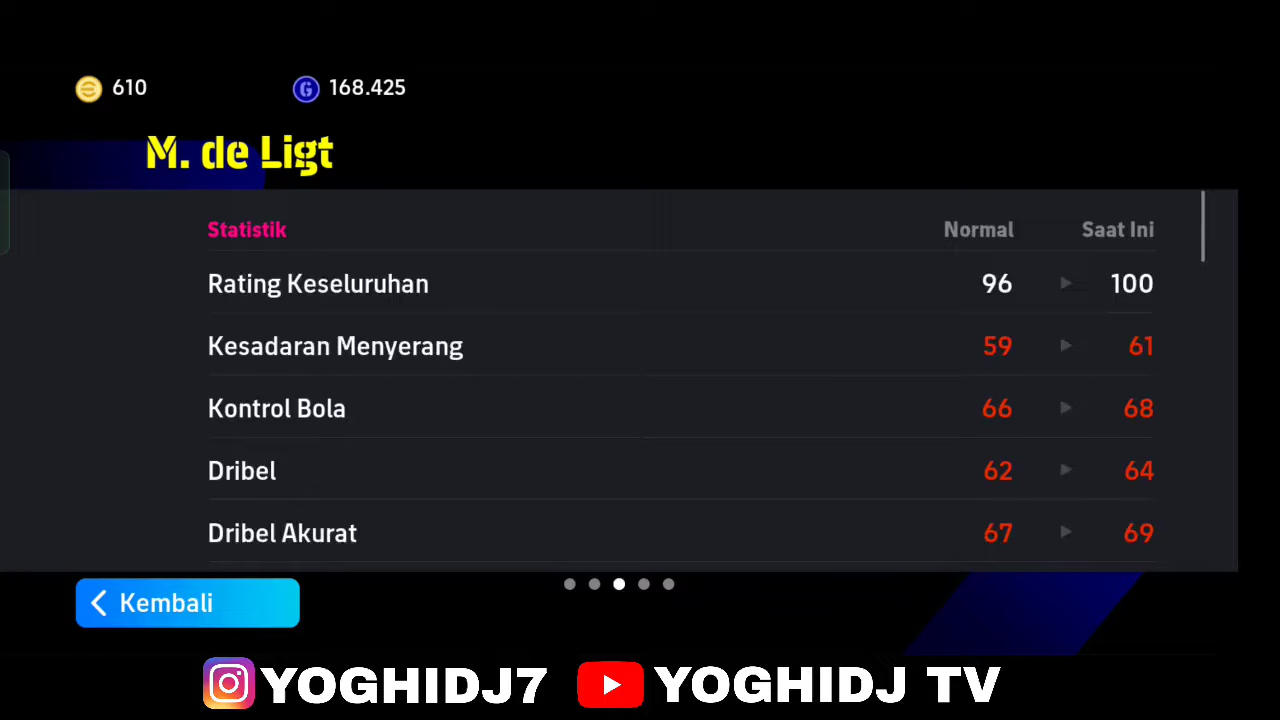 610 168.425
M. de Ligt
Statistik Normal Saat Ini
Rating Keseluruhan 96 100
Kesadaran Menyerang 59 61
Kontrol Bola 66 68
Dribel 62 64
Dribel Akurat 67 69
Kembali
YOGHIDJ7 YOGHIDJ TV